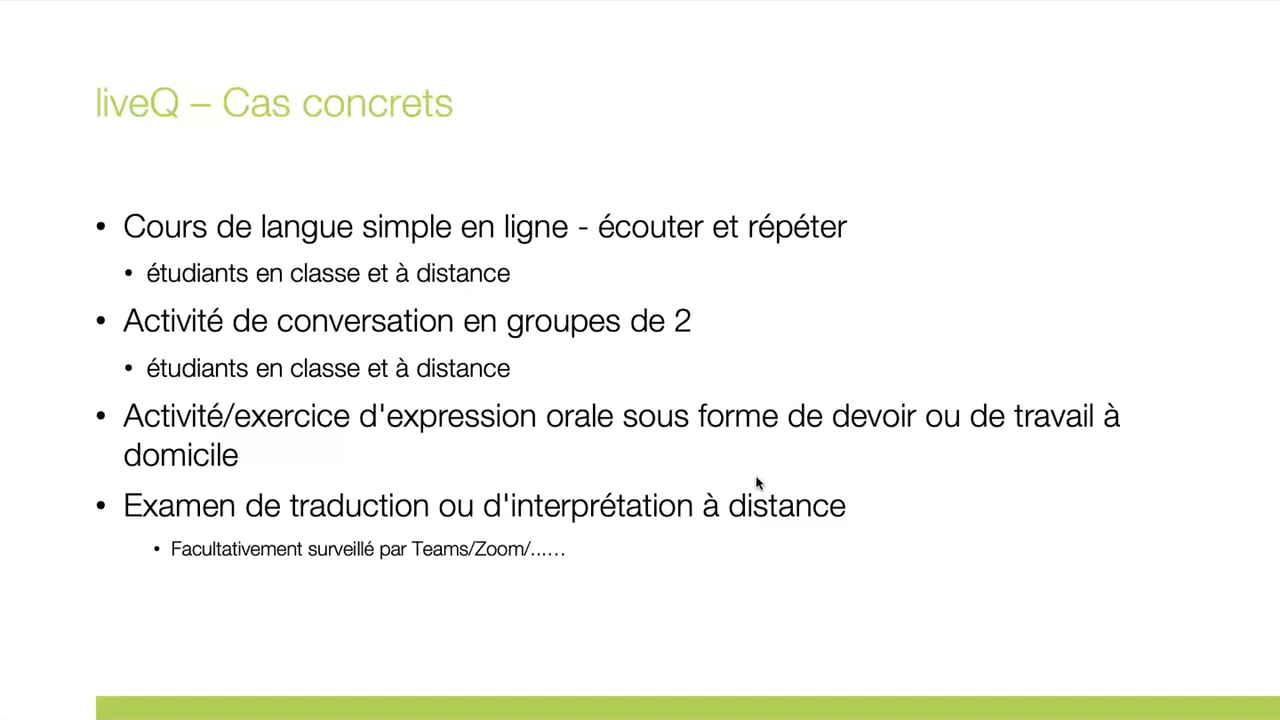 liveQ – Cas concrets
• Cours de langue simple en ligne - écouter et répéter
• étudiants en classe et à distance
• Activité de conversation en groupes de 2
• étudiants en classe et à distance
• Activité/exercice d'expression orale sous forme de devoir ou de travail à
domicile
• Examen de traduction ou d'interprétation à distance
• Facultativement surveillé par Teams/Zoom/......